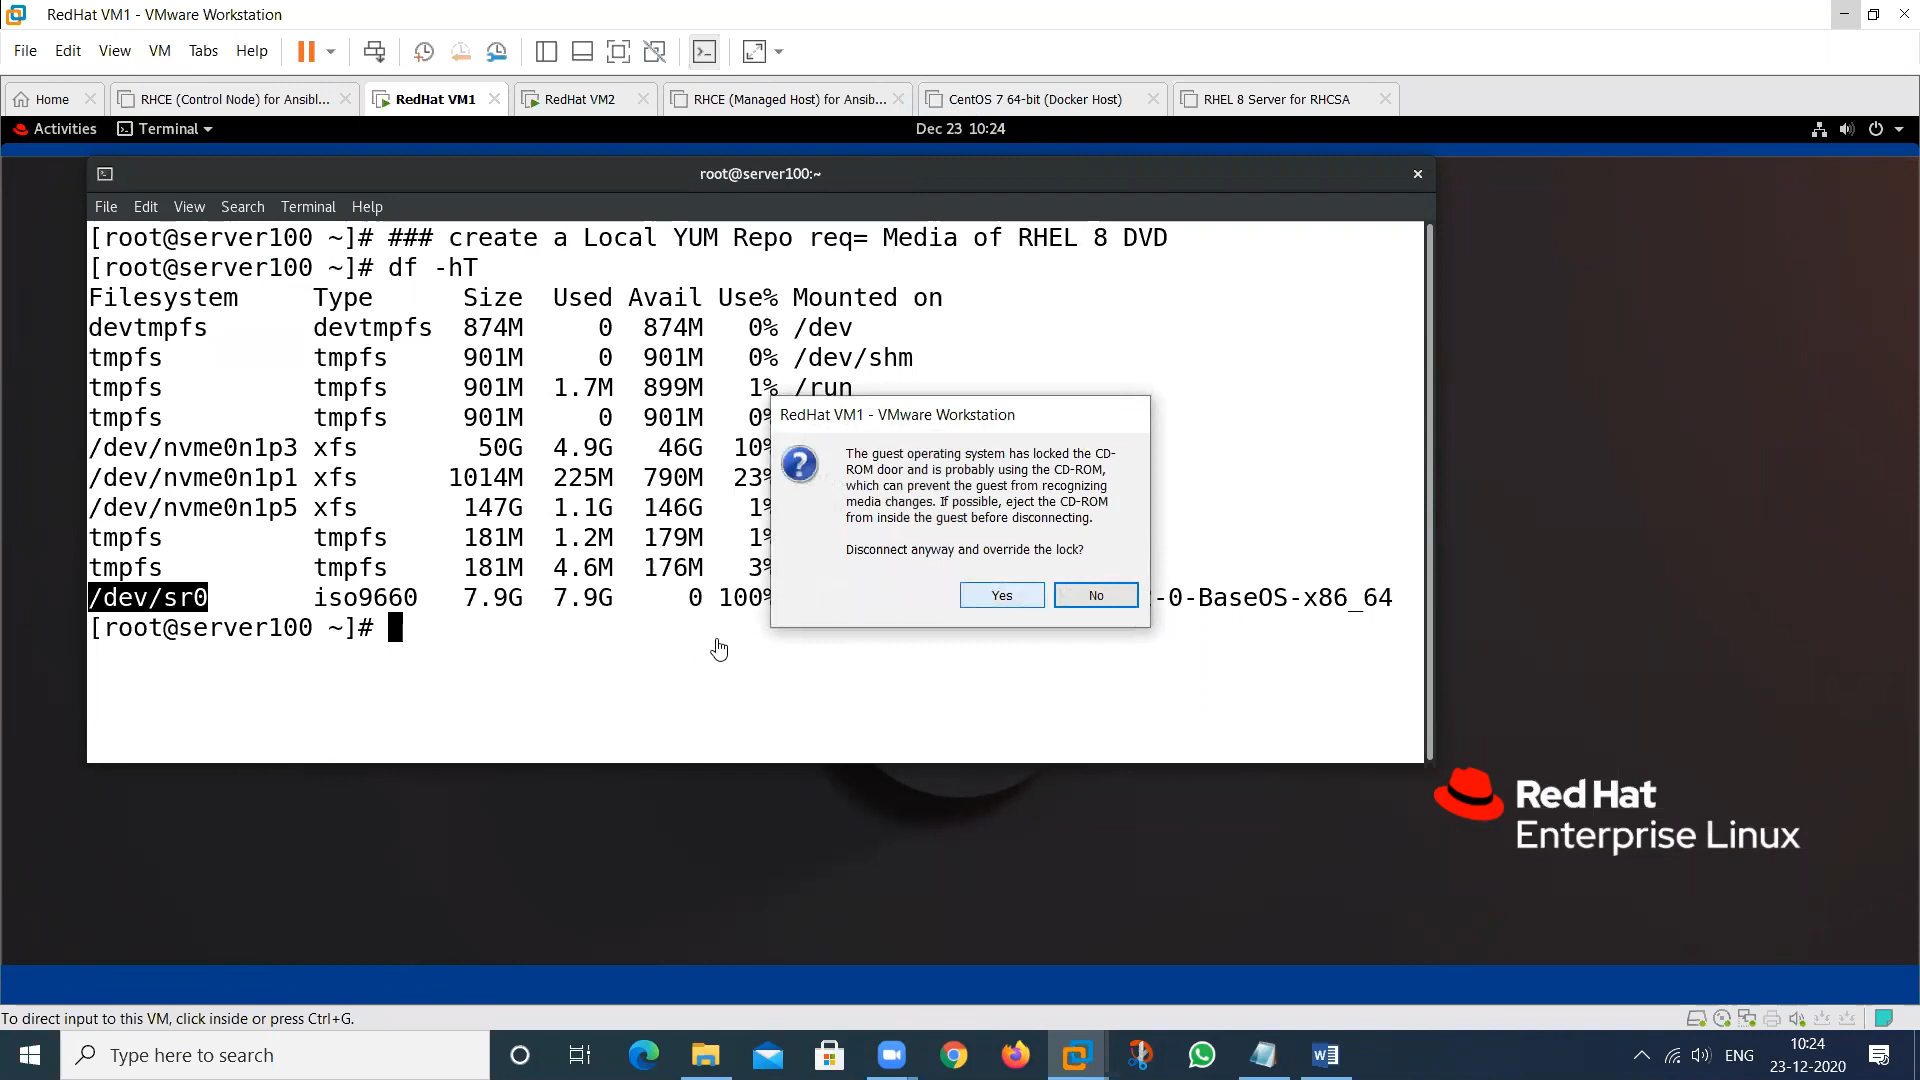 RedHat VM1 - VMware Workstation
File Edit View VM Tabs Help
Home RHCE (Control Node) for Ansibl... RedHat VM1 RedHat VM2 RHCE (Managed Host) for Ansib... CentOS 7 64-bit (Docker Host) RHEL 8 Server for RHCSA
Activities Terminal Dec 23 10:24
root@server100:~
File Edit View Search Terminal Help
[root@server100 ~]# ### create a Local YUM Repo req= Media of RHEL 8 DVD
[root@server100 ~]# df -hT
Filesystem Type Size Used Avail Use% Mounted on
devtmpfs devtmpfs 874M 0 874M 0% /dev
tmpfs tmpfs 901M 0 901M 0% /dev/shm
tmpfs tmpfs 901M 1.7M 899M 1% /run
tmpfs tmpfs 901M 0 901M 0%
/dev/nvme0n1p3 xfs 50G 4.9G 46G 10%
/dev/nvme0n1p1 xfs 1014M 225M 790M 23%
/dev/nvme0n1p5 xfs 147G 1.1G 146G 1%
tmpfs tmpfs 181M 1.2M 179M 1%
tmpfs tmpfs 181M 4.6M 176M 3%
/dev/sr0 iso9660 7.9G 7.9G 0 100% -0-BaseOS-x86_64
[root@server100 ~]#
RedHat VM1 - VMware Workstation
The guest operating system has locked the CD-
ROM door and is probably using the CD-ROM,
which can prevent the guest from recognizing
media changes. If possible, eject the CD-ROM
from inside the guest before disconnecting.
Disconnect anyway and override the lock?
Yes No
Red Hat
Enterprise Linux
To direct input to this VM, click inside or press Ctrl+G.
Type here to search
ENG
10:24
23-12-2020